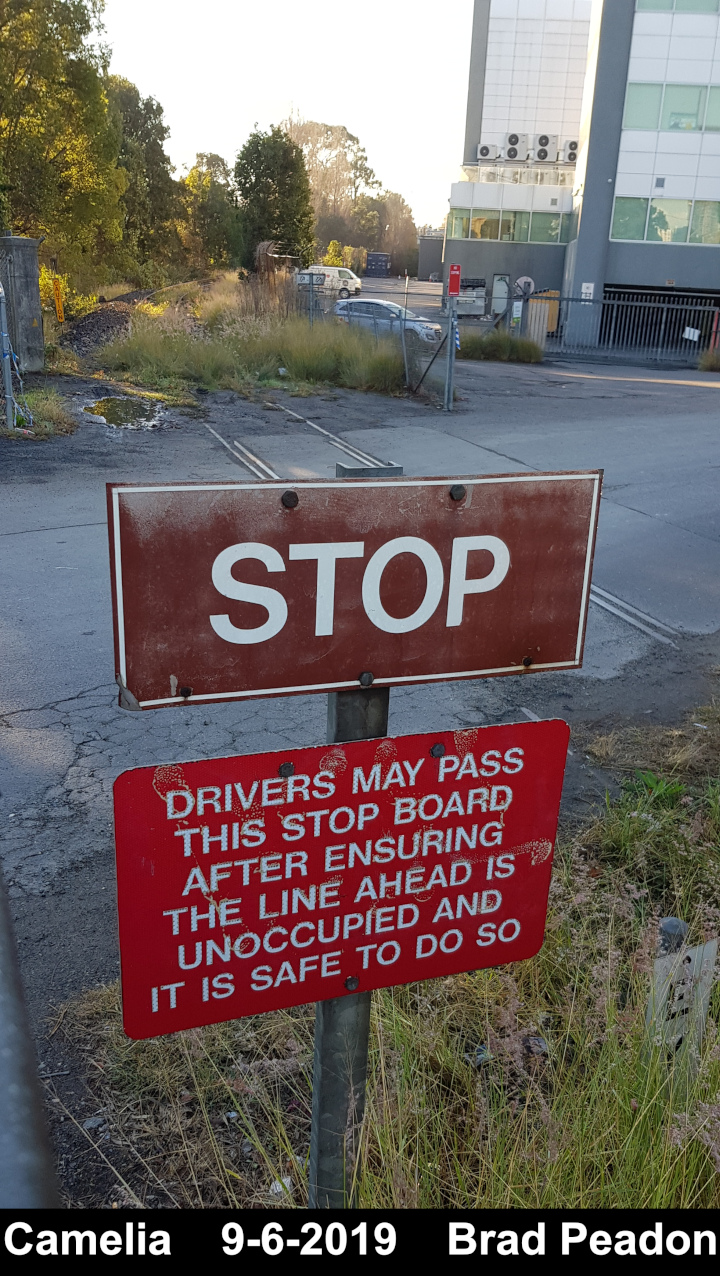 STOP
DRIVERS MAY PASS
THIS STOP BOARD
AFTER ENSURING
THE LINE AHEAD IS
UNOCCUPIED AND
IT IS SAFE TO DO SO
Camelia 9-6-2019 Brad Peadon